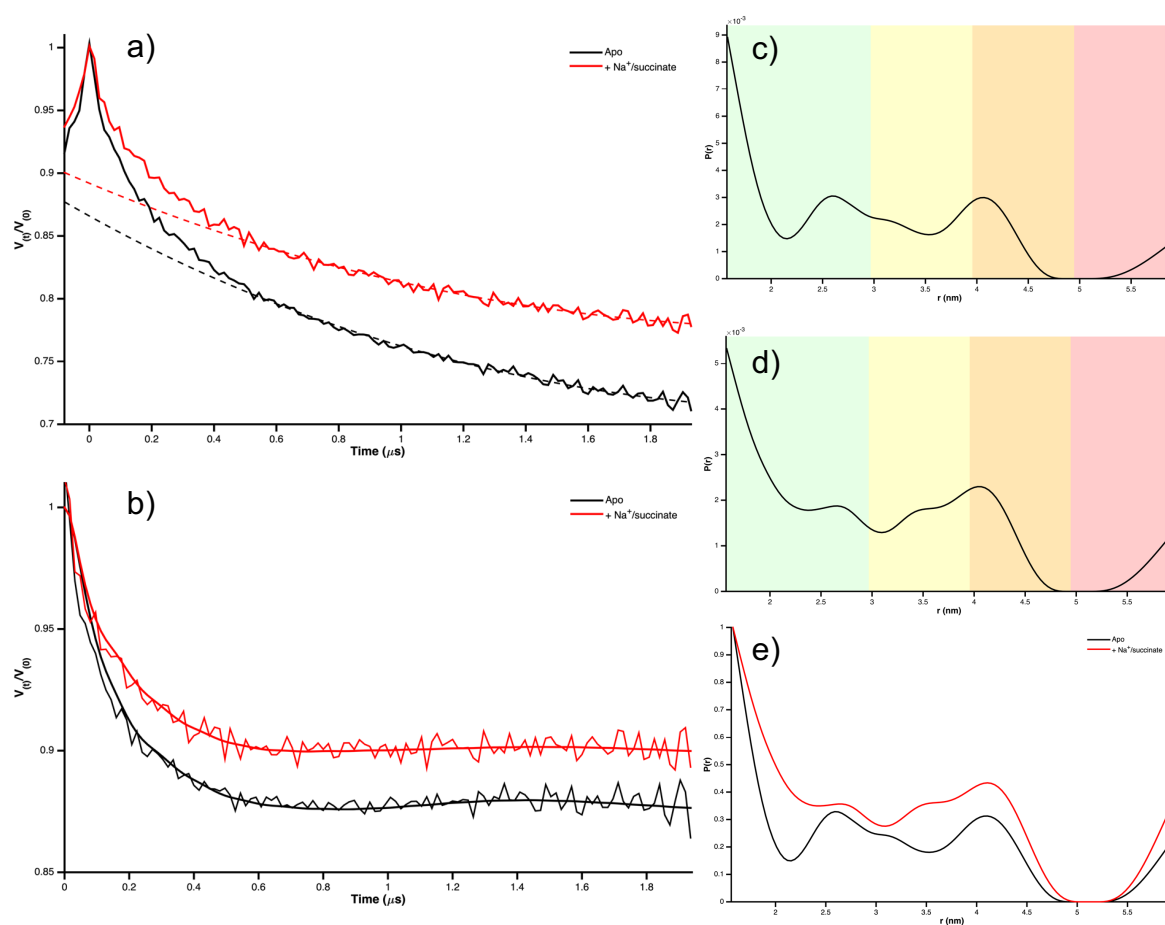 a)
Apo
+ Na⁺/succinate
1
0.95
0.9
0.85
0.8
0.75
0.7
V(t)/V(0)
0 0.2 0.4 0.6 0.8 1 1.2 1.4 1.6 1.8
Time (μs)
b)
Apo
+ Na⁺/succinate
1
0.95
0.9
0.85
V(t)/V(0)
0 0.2 0.4 0.6 0.8 1 1.2 1.4 1.6 1.8
Time (μs)
c)
×10⁻³
9
8
7
6
5
4
3
2
1
0
P(r)
2 2.5 3 3.5 4 4.5 5 5.5
r (nm)
d)
×10⁻³
5
4
3
2
1
0
P(r)
2 2.5 3 3.5 4 4.5 5 5.5
r (nm)
e)
Apo
+ Na⁺/succinate
1
0.9
0.8
0.7
0.6
0.5
0.4
0.3
0.2
0.1
0
P(r)
2 2.5 3 3.5 4 4.5 5 5.5
r (nm)